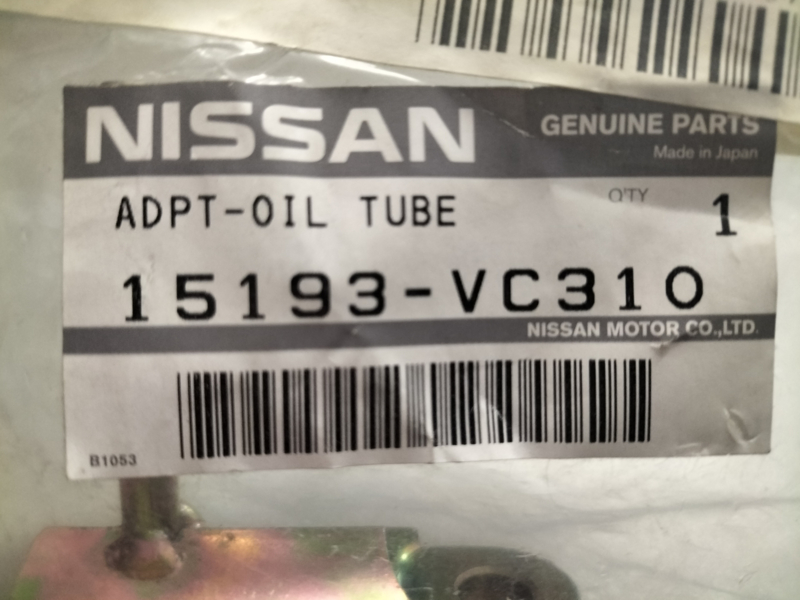 NISSAN
GENUINE PARTS
Made in Japan
ADPT-OIL TUBE
Q'TY 1
15193-VC310
NISSAN MOTOR CO.,LTD.
B1053